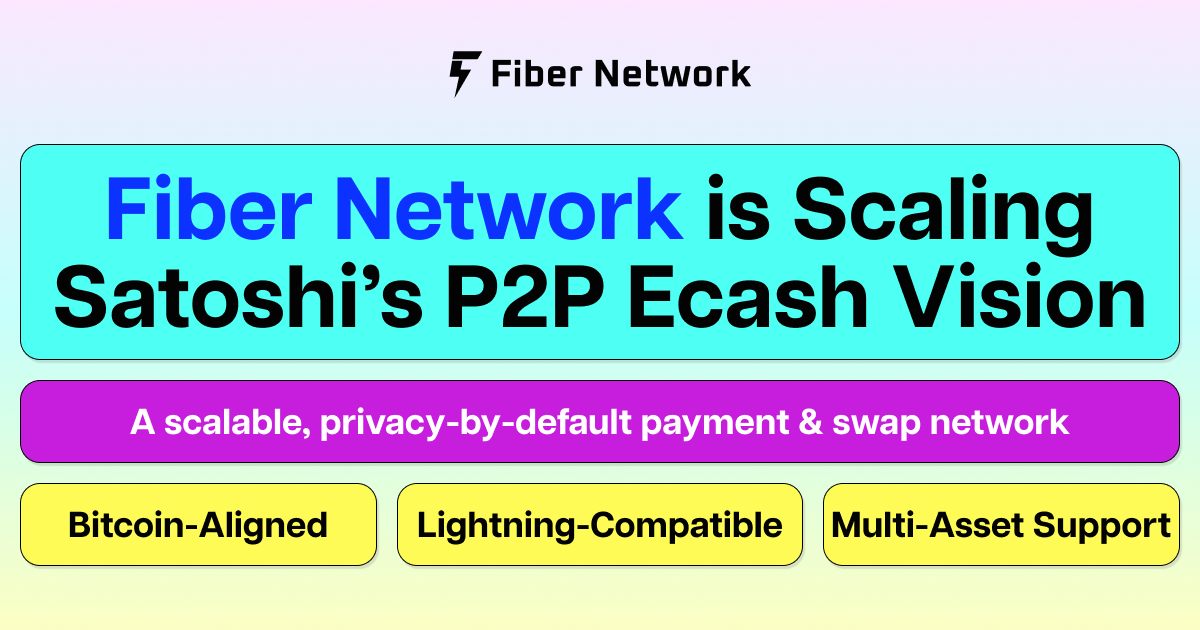 Fiber Network
Fiber Network is Scaling
Satoshi’s P2P Ecash Vision
A scalable, privacy-by-default payment & swap network
Bitcoin-Aligned
Lightning-Compatible
Multi-Asset Support